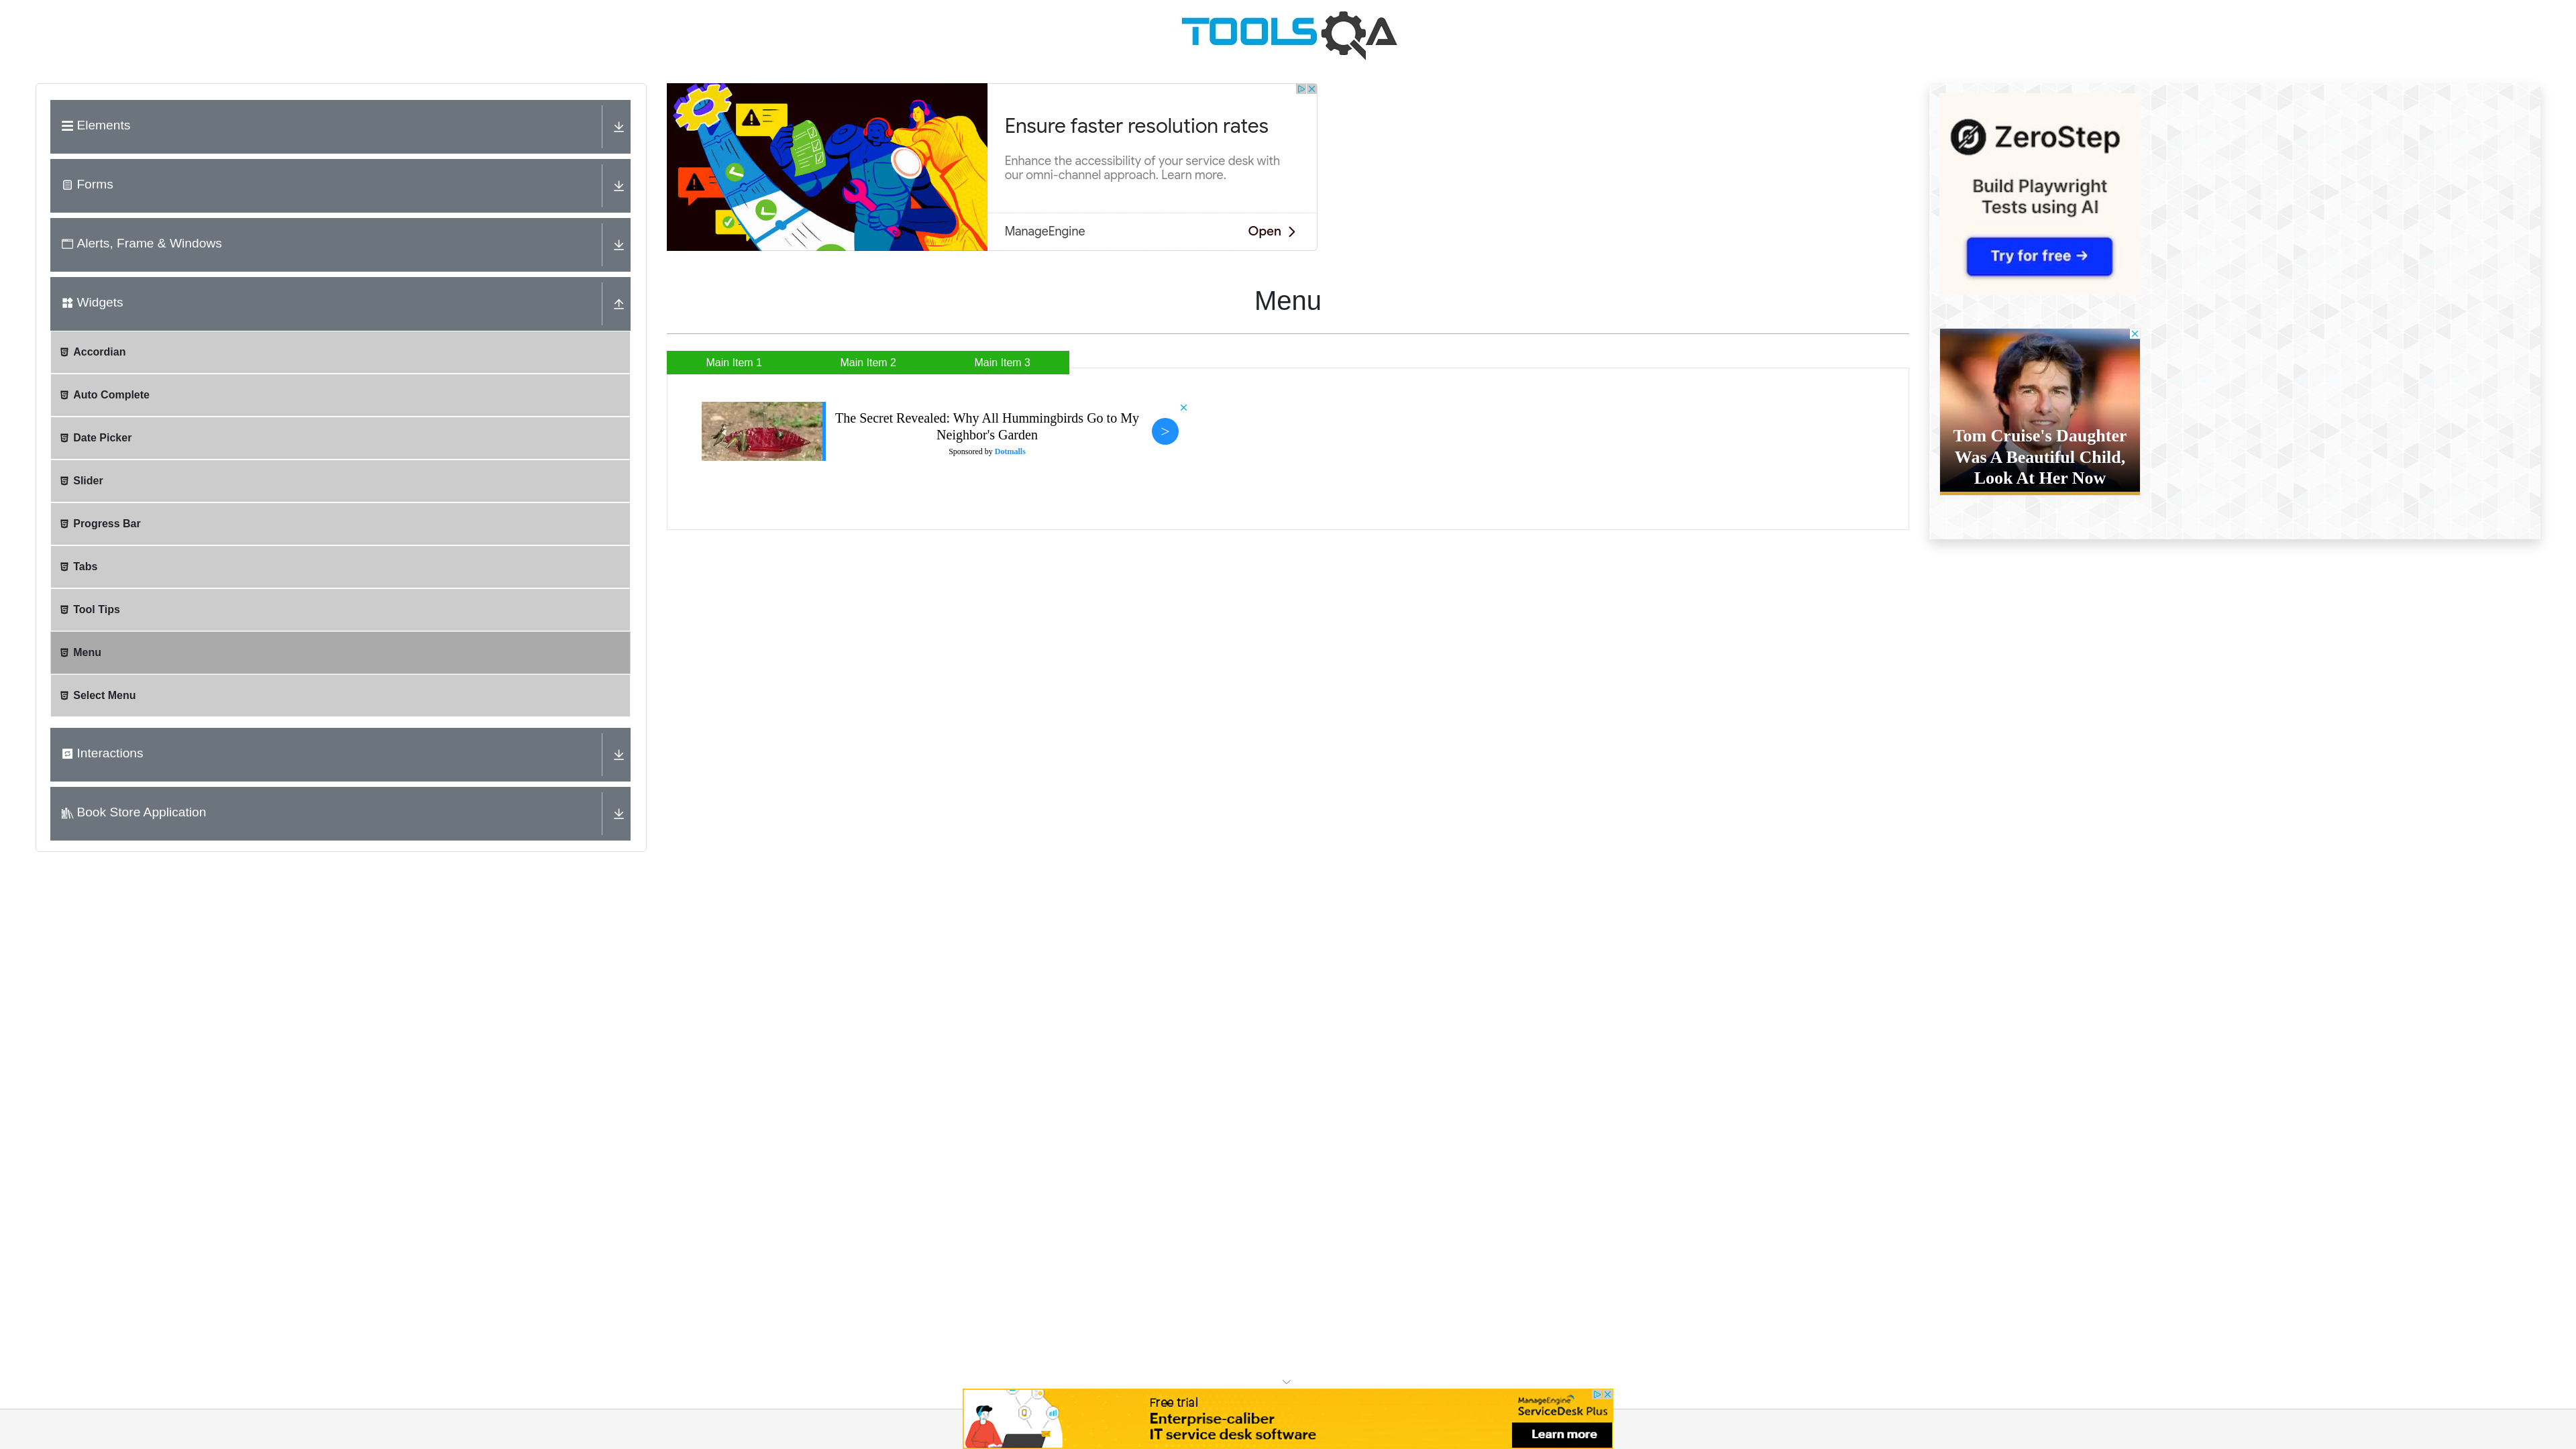 TOOLSQA
Elements
Forms
Alerts, Frame & Windows
Widgets
Accordian
Auto Complete
Date Picker
Slider
Progress Bar
Tabs
Tool Tips
Menu
Select Menu
Interactions
Book Store Application
Ensure faster resolution rates
Enhance the accessibility of your service desk with
our omni-channel approach. Learn more.
ManageEngine
Open
Menu
Main Item 1
Main Item 2
Main Item 3
The Secret Revealed: Why All Hummingbirds Go to My
Neighbor's Garden
Sponsored by Dotmalls
>
ZeroStep
Build Playwright
Tests using AI
Try for free →
Tom Cruise's Daughter
Was A Beautiful Child,
Look At Her Now
Free trial
Enterprise-caliber
IT service desk software
ManageEngine
ServiceDesk Plus
Learn more